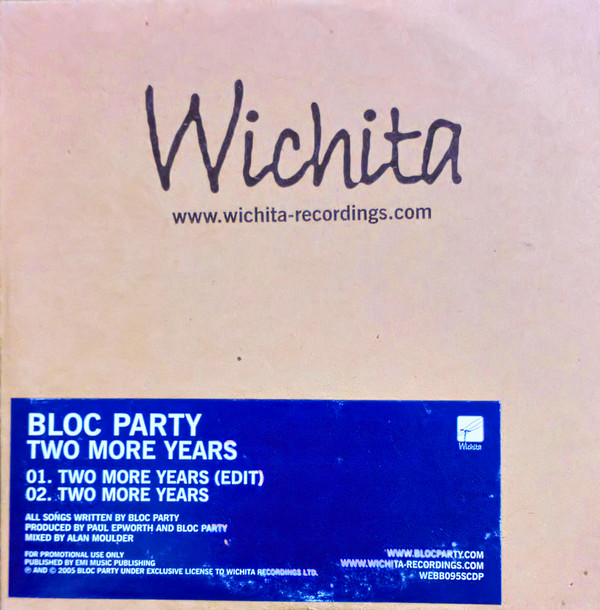 Wichita
www.wichita-recordings.com
BLOC PARTY
TWO MORE YEARS
Wichita
01. TWO MORE YEARS (EDIT)
02. TWO MORE YEARS
ALL SONGS WRITTEN BY BLOC PARTY
PRODUCED BY PAUL EPWORTH AND BLOC PARTY
MIXED BY ALAN MOULDER
FOR PROMOTIONAL USE ONLY
PUBLISHED BY EMI MUSIC PUBLISHING
℗ AND © 2005 BLOC PARTY UNDER EXCLUSIVE LICENSE TO WICHITA RECORDINGS LTD.
WWW.BLOCPARTY.COM
WWW.WICHITA-RECORDINGS.COM
WEBB095SCDP